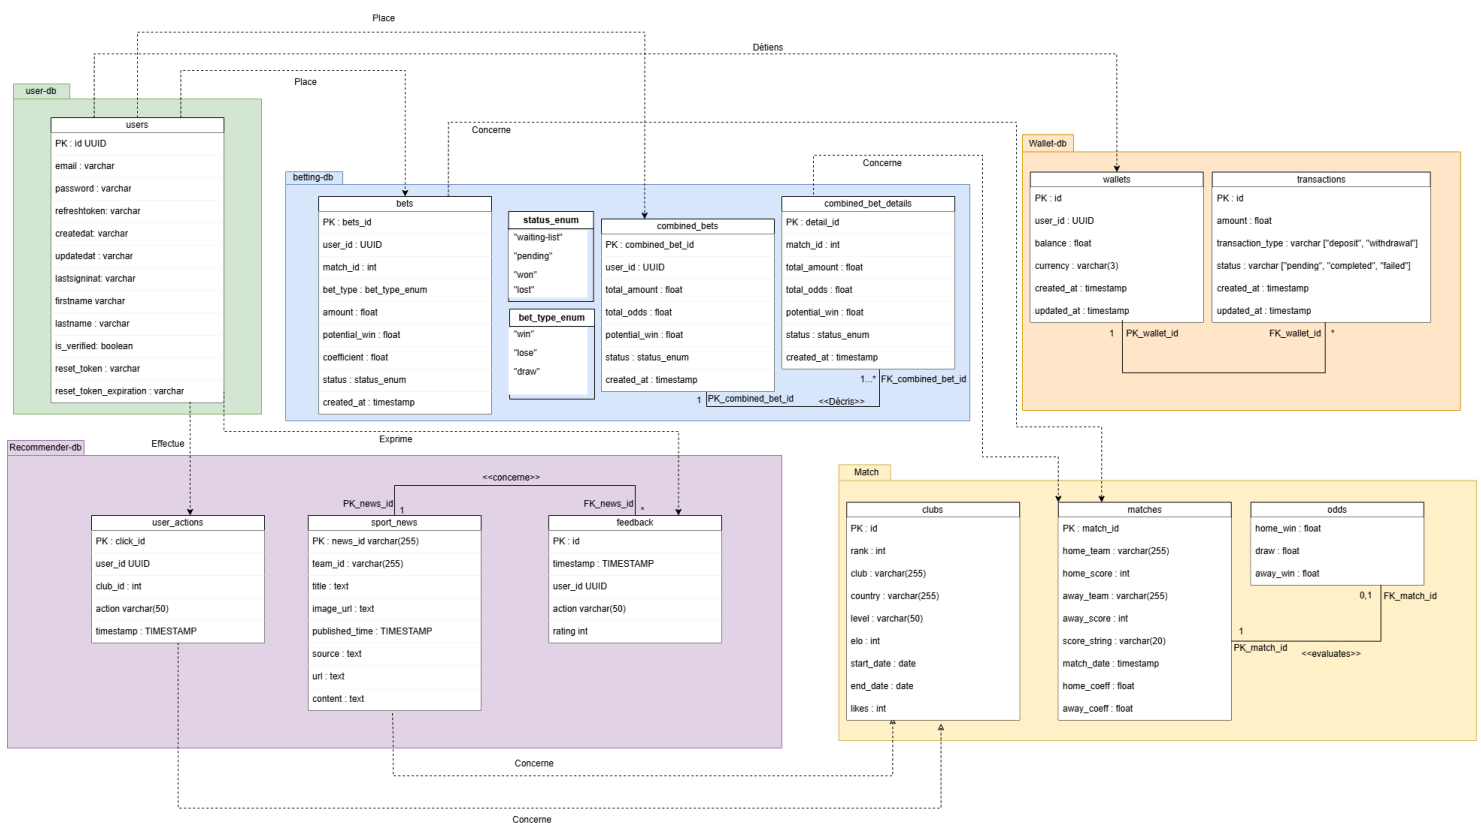 Place
Détiens
Place
Concerne
Concerne
user-db
users
PK : id UUID
email : varchar
password : varchar
refreshtoken: varchar
createdat: varchar
updatedat : varchar
lastsigninat: varchar
firstname varchar
lastname : varchar
is_verified: boolean
reset_token : varchar
reset_token_expiration : varchar
betting-db
bets
PK : bets_id
user_id : UUID
match_id : int
bet_type : bet_type_enum
amount : float
potential_win : float
coefficient : float
status : status_enum
created_at : timestamp
status_enum
"waiting-list"
"pending"
"won"
"lost"
bet_type_enum
"win"
"lose"
"draw"
combined_bets
PK : combined_bet_id
user_id : UUID
total_amount : float
total_odds : float
potential_win : float
status : status_enum
created_at : timestamp
combined_bet_details
PK : detail_id
match_id : int
total_amount : float
total_odds : float
potential_win : float
status : status_enum
created_at : timestamp
1...* FK_combined_bet_id
1 PK_combined_bet_id
<<Décris>>
Wallet-db
wallets
PK : id
user_id : UUID
balance : float
currency : varchar(3)
created_at : timestamp
updated_at : timestamp
transactions
PK : id
amount : float
transaction_type : varchar ["deposit", "withdrawal"]
status : varchar ["pending", "completed", "failed"]
created_at : timestamp
updated_at : timestamp
1 PK_wallet_id
FK_wallet_id *
Effectue
Exprime
Recommender-db
<<concerne>>
PK_news_id
1
FK_news_id
*
user_actions
PK : click_id
user_id UUID
club_id : int
action varchar(50)
timestamp : TIMESTAMP
sport_news
PK : news_id varchar(255)
team_id : varchar(255)
title : text
image_url : text
published_time : TIMESTAMP
source : text
url : text
content : text
feedback
PK : id
timestamp : TIMESTAMP
user_id UUID
action varchar(50)
rating int
Match
clubs
PK : id
rank : int
club : varchar(255)
country : varchar(255)
level : varchar(50)
elo : int
start_date : date
end_date : date
likes : int
matches
PK : match_id
home_team : varchar(255)
home_score : int
away_team : varchar(255)
away_score : int
score_string : varchar(20)
match_date : timestamp
home_coeff : float
away_coeff : float
odds
home_win : float
draw : float
away_win : float
0,1 FK_match_id
1
PK_match_id
<<evaluates>>
Concerne
Concerne